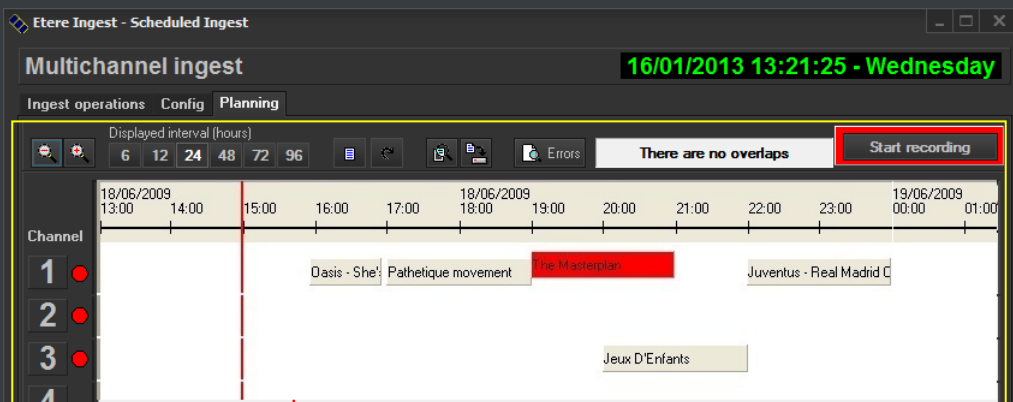 Etere Ingest - Scheduled Ingest
Multichannel ingest
16/01/2013 13:21:25 - Wednesday
Ingest operations Config Planning
Displayed interval (hours)
6 12 24 48 72 96
Errors
There are no overlaps
Start recording
18/06/2009 18/06/2009 19/06/2009
13:00 14:00 15:00 16:00 17:00 18:00 19:00 20:00 21:00 22:00 23:00 00:00 01:00
Channel
1 Oasis - She's Pathetique movement The Masterplan Juventus - Real Madrid C
2
3 Jeux D'Enfants
4